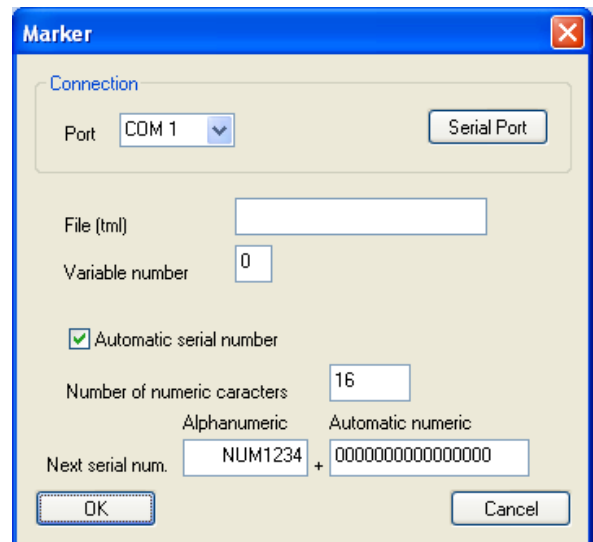 Marker
Connection
Port COM 1 Serial Port
File (tml)
Variable number 0
Automatic serial number
Number of numeric caracters 16
Alphanumeric Automatic numeric
Next serial num. NUM1234 + 0000000000000000
OK Cancel